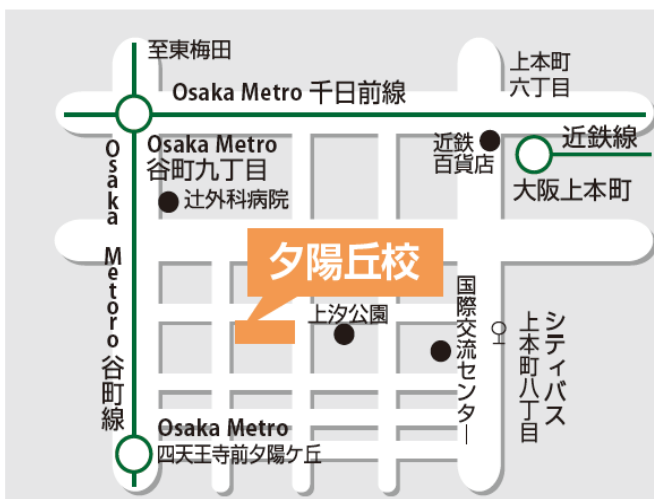 至東梅田
Osaka Metro 千日前線
上本町
六丁目
Osaka Metro
谷町九丁目
近鉄
百貨店
近鉄線
大阪上本町
辻外科病院
Osaka Metoro 谷町線
夕陽丘校
上汐公園
国際交流センター
シティバス
上本町八丁目
Osaka Metro
四天王寺前夕陽ケ丘